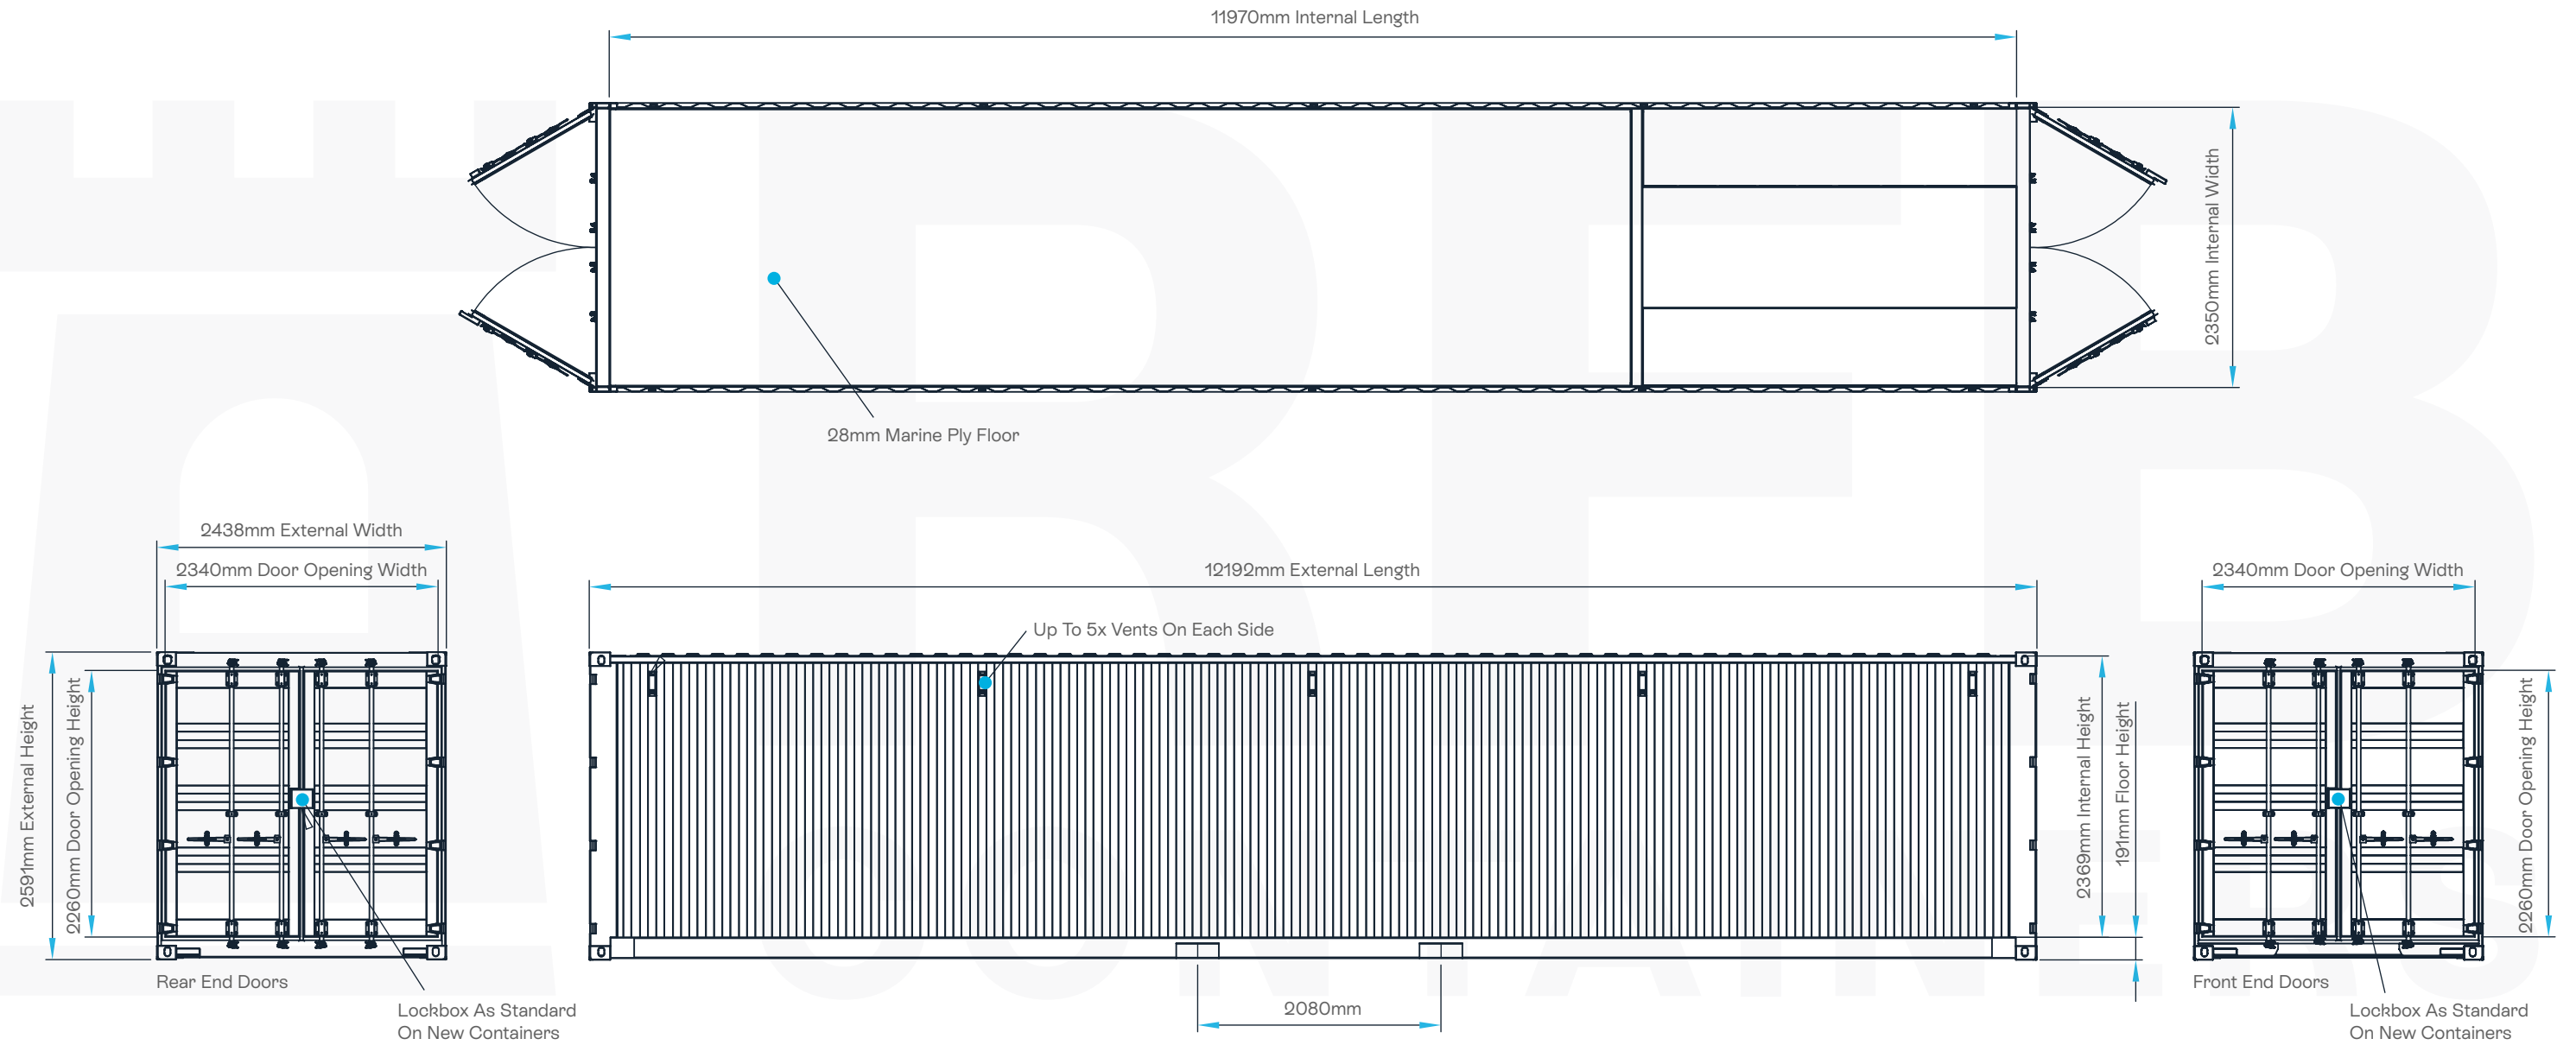 11970mm Internal Length
2350mm Internal Width
28mm Marine Ply Floor
2438mm External Width
2340mm Door Opening Width
2591mm External Height
2260mm Door Opening Height
Rear End Doors
Lockbox As Standard
On New Containers
12192mm External Length
Up To 5x Vents On Each Side
2369mm Internal Height
191mm Floor Height
2080mm
2340mm Door Opening Width
2260mm Door Opening Height
Front End Doors
Lockbox As Standard
On New Containers
CONTAINERS